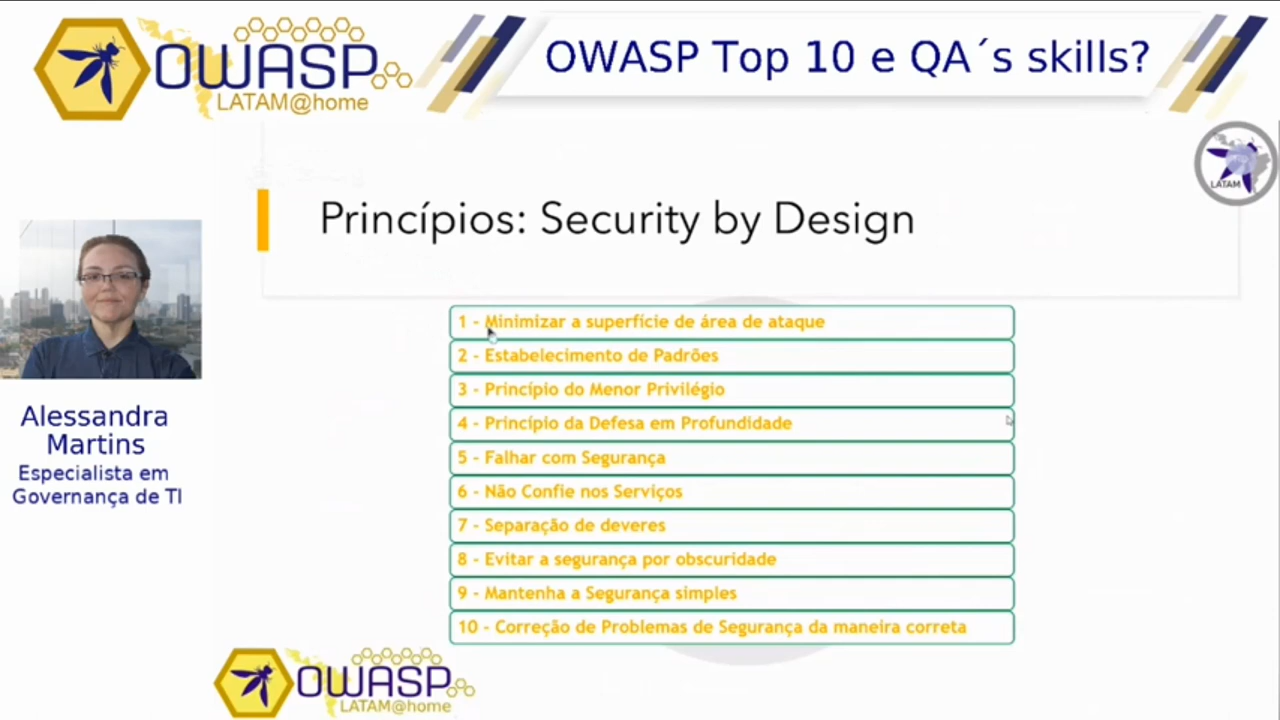 OWASP
LATAM@home
OWASP Top 10 e QA´s skills?
LATAM
Princípios: Security by Design
1 - Minimizar a superfície de área de ataque
2 - Estabelecimento de Padrões
3 - Princípio do Menor Privilégio
4 - Princípio da Defesa em Profundidade
5 - Falhar com Segurança
6 - Não Confie nos Serviços
7 - Separação de deveres
8 - Evitar a segurança por obscuridade
9 - Mantenha a Segurança simples
10 - Correção de Problemas de Segurança da maneira correta
Alessandra
Martins
Especialista em
Governança de TI
OWASP
LATAM@home